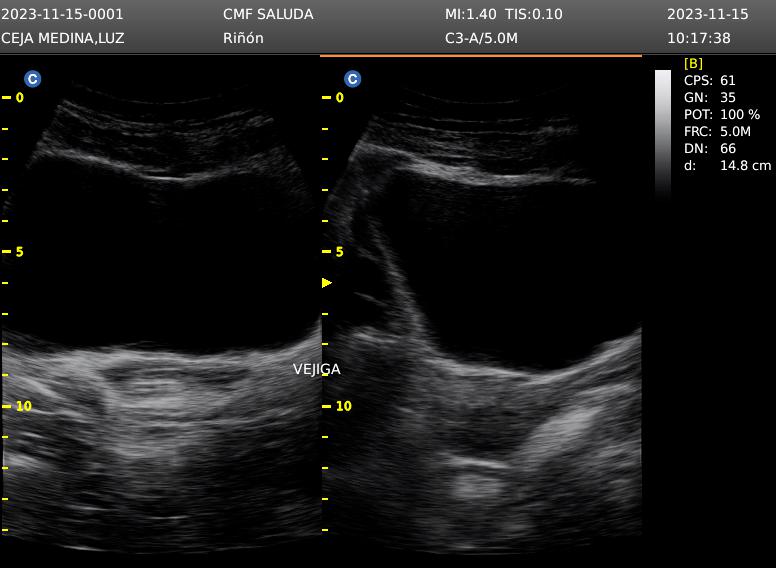 2023-11-15-0001 CMF SALUDA MI:1.40 TIS:0.10 2023-11-15
CEJA MEDINA,LUZ Riñón C3-A/5.0M 10:17:38
C C [B]
0 0 CPS: 61
GN: 35
POT: 100 %
FRC: 5.0M
DN: 66
d: 14.8 cm
5 5
VEJIGA
10 10